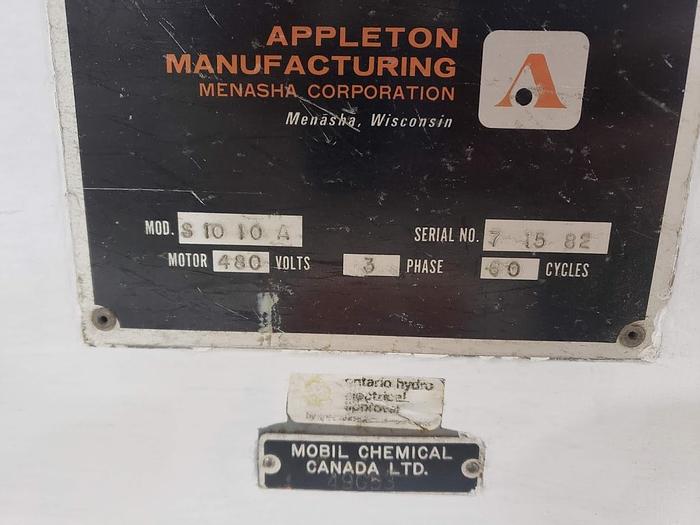 APPLETON
MANUFACTURING
MENASHA CORPORATION
Menasha, Wisconsin
A
MOD. S 10 10 A SERIAL NO. 7 15 82
MOTOR 480 VOLTS 3 PHASE 60 CYCLES
ontario hydro
electrical
approval
MOBIL CHEMICAL
CANADA LTD.